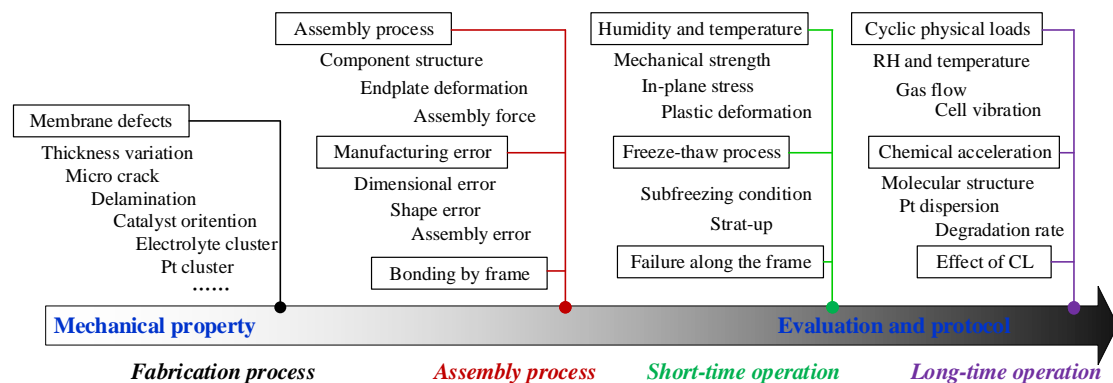 Membrane defects
Thickness variation
Micro crack
Delamination
Catalyst oritention
Electrolyte cluster
Pt cluster
......
Assembly process
Component structure
Endplate deformation
Assembly force
Manufacturing error
Dimensional error
Shape error
Assembly error
Bonding by frame
Humidity and temperature
Mechanical strength
In-plane stress
Plastic deformation
Freeze-thaw process
Subfreezing condition
Strat-up
Failure along the frame
Cyclic physical loads
RH and temperature
Gas flow
Cell vibration
Chemical acceleration
Molecular structure
Pt dispersion
Degradation rate
Effect of CL
Mechanical property
Evaluation and protocol
Fabrication process
Assembly process
Short-time operation
Long-time operation